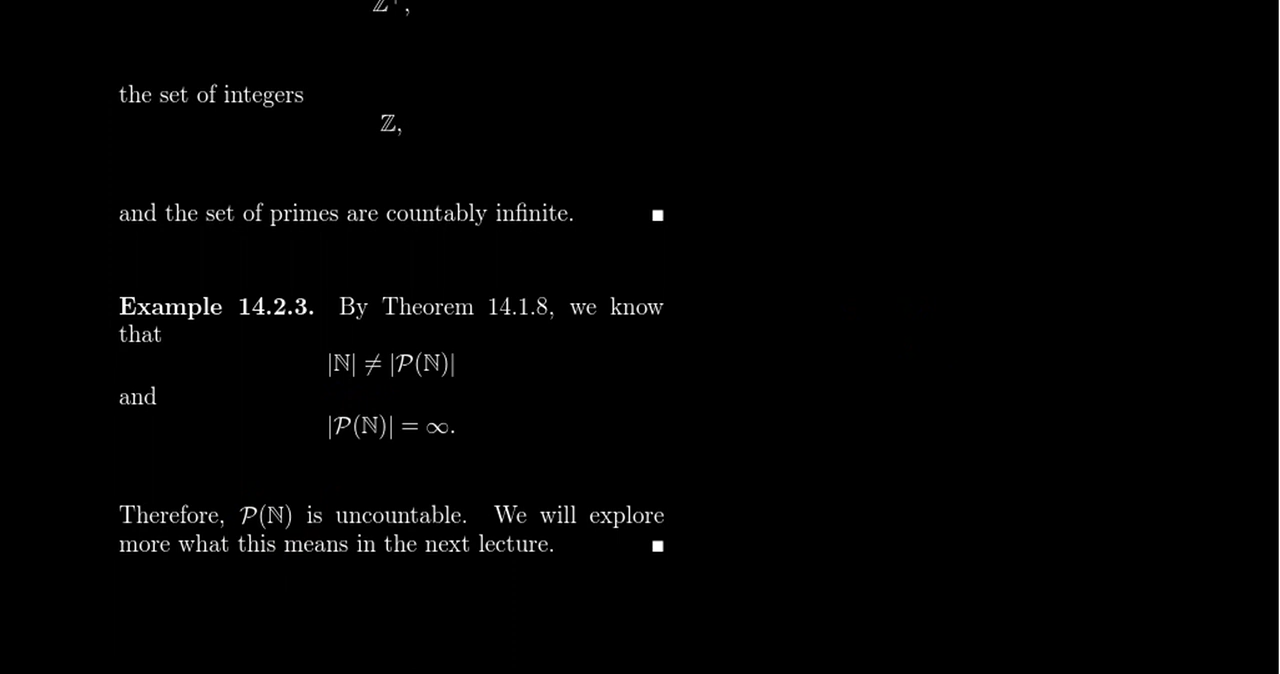 ℤ⁺,
the set of integers
ℤ,
and the set of primes are countably infinite. ■
Example 14.2.3. By Theorem 14.1.8, we know
that
|ℕ| ≠ |𝒫(ℕ)|
and
|𝒫(ℕ)| = ∞.
Therefore, 𝒫(ℕ) is uncountable. We will explore
more what this means in the next lecture. ■